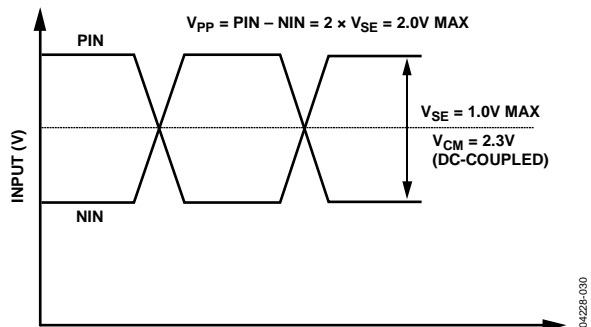 V_PP = PIN – NIN = 2 × V_SE = 2.0V MAX
PIN
V_SE = 1.0V MAX
V_CM = 2.3V
(DC-COUPLED)
INPUT (V)
NIN
04228-030